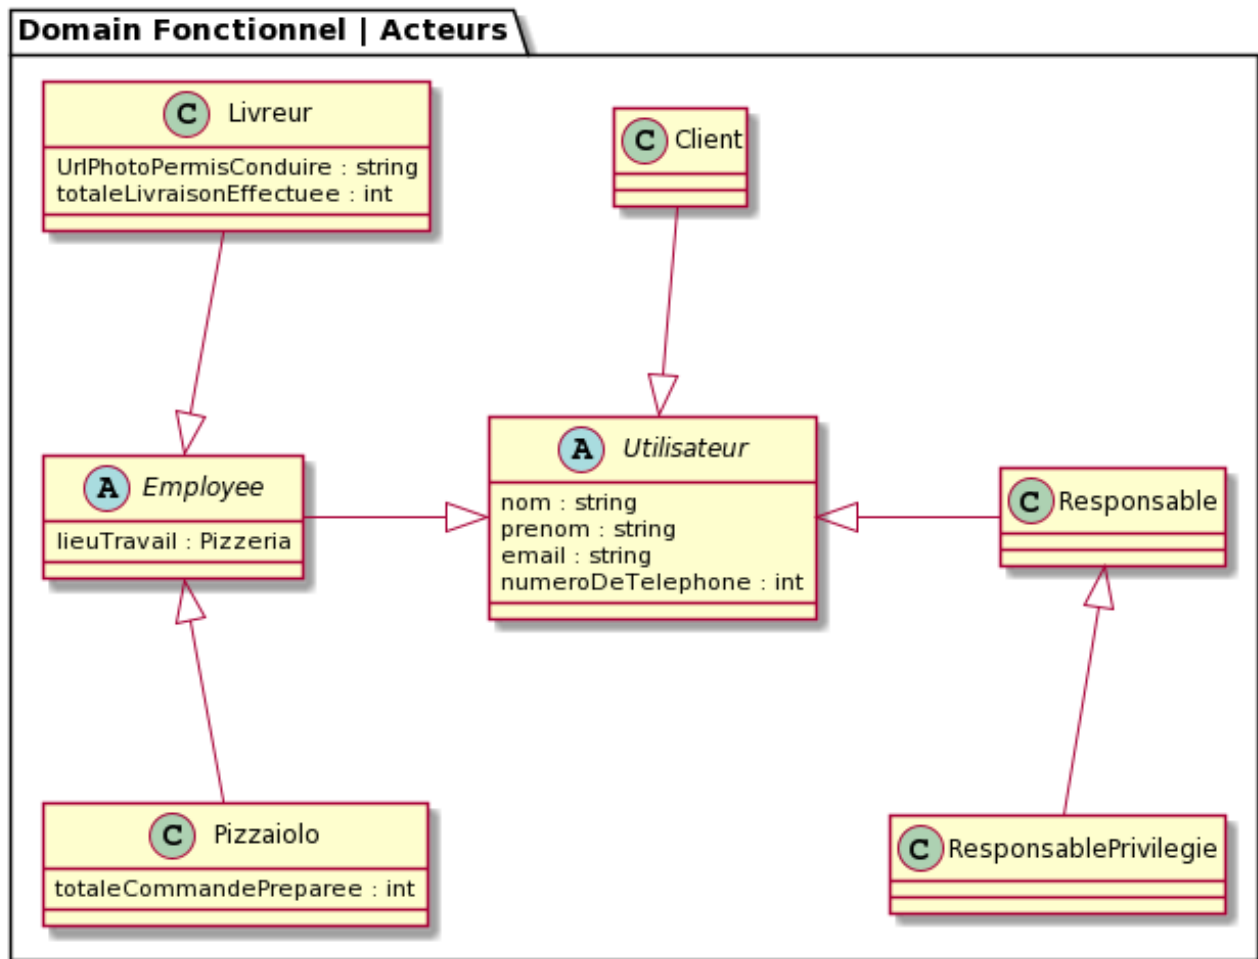 Domain Fonctionnel | Acteurs
C Livreur
UrlPhotoPermisConduire : string
totaleLivraisonEffectuee : int
C Client
A Employee
lieuTravail : Pizzeria
A Utilisateur
nom : string
prenom : string
email : string
numeroDeTelephone : int
C Responsable
C Pizzaiolo
totaleCommandePreparee : int
C ResponsablePrivilegie